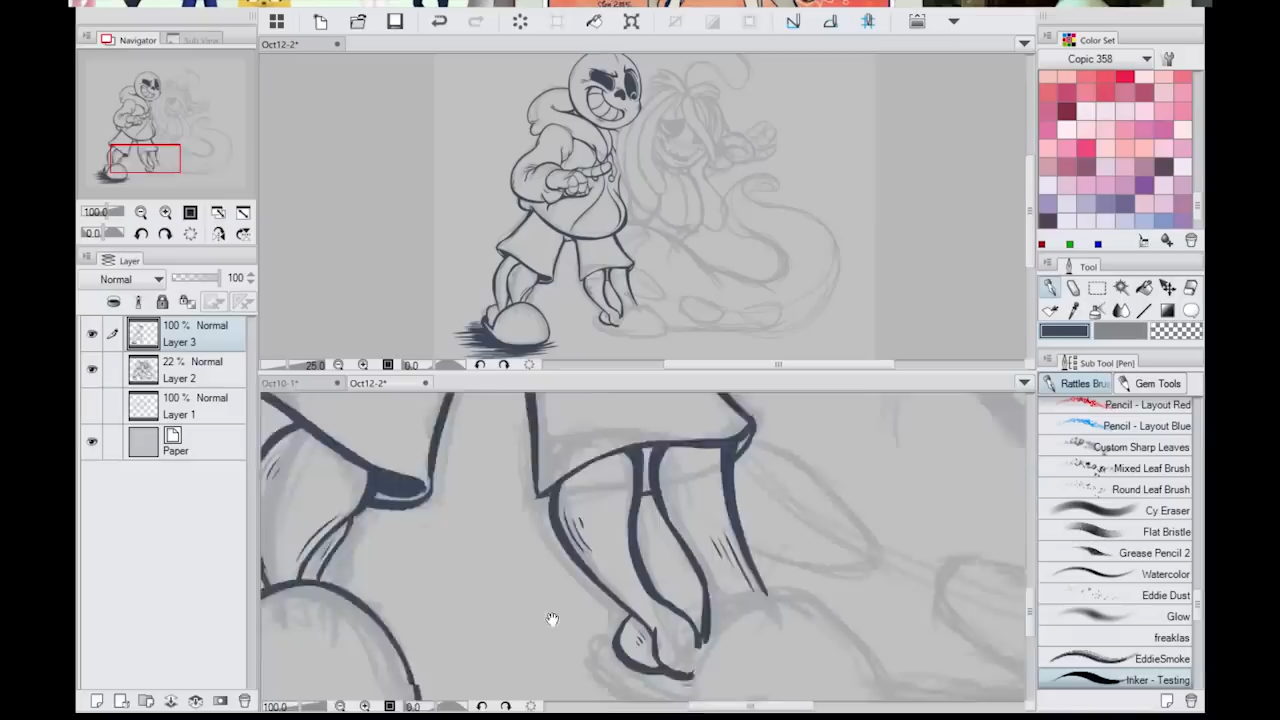 Navigator
Sub View
100.0
0.0
Layer
Normal
100
100 % Normal
Layer 3
22 % Normal
Layer 2
100 % Normal
Layer 1
Paper
Oct12-2*
25.0
0.0
Oct10-1*
Oct12-2*
100.0
0.0
Color Set
Copic 358
Tool
Sub Tool [Pen]
Rattles Bru
Gem Tools
Pencil - Layout Red
Pencil - Layout Blue
Custom Sharp Leaves
Mixed Leaf Brush
Round Leaf Brush
Cy Eraser
Flat Bristle
Grease Pencil 2
Watercolor
Eddie Dust
Glow
freaklas
EddieSmoke
Inker - Testing